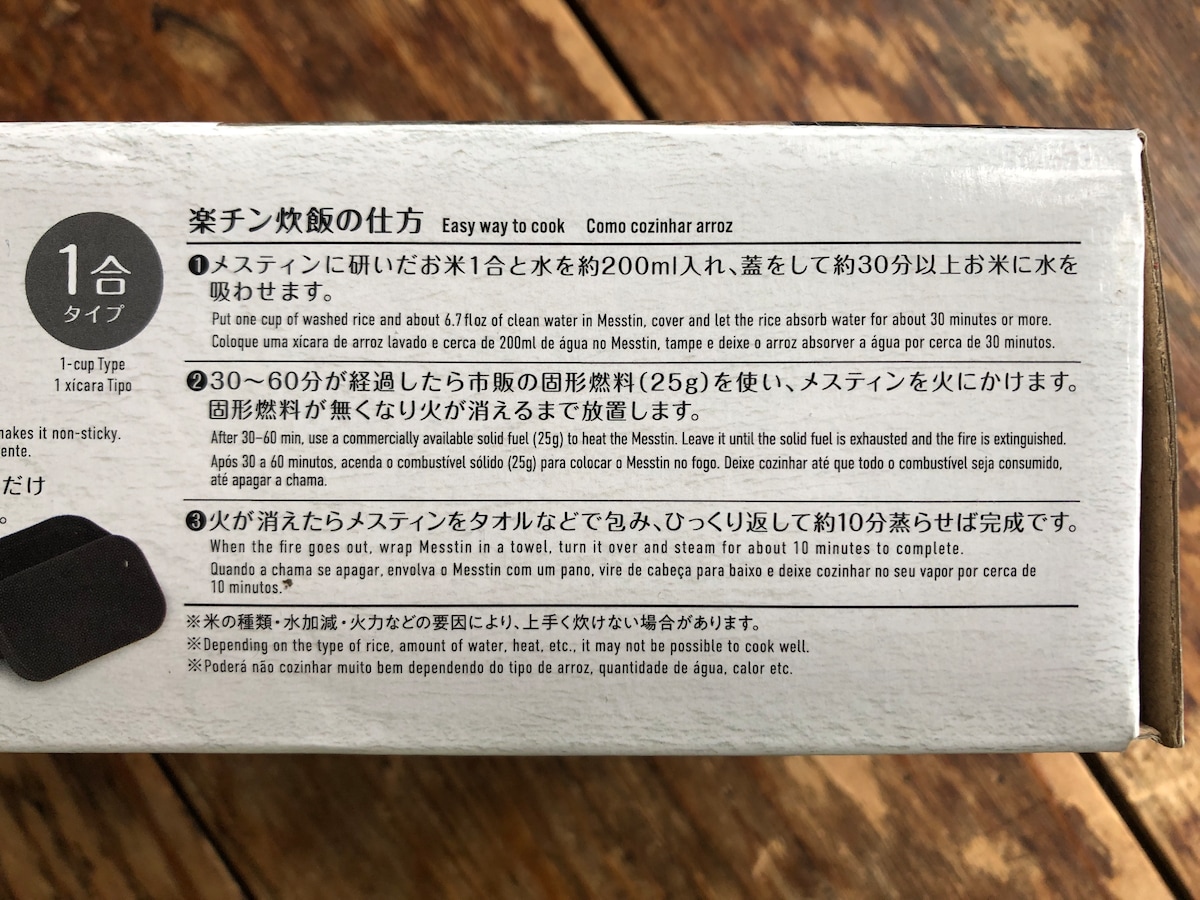 1合
タイプ
1-cup Type
1 xícara Tipo
makes it non-sticky.
ente.
だけ
。
楽チン炊飯の仕方 Easy way to cook Como cozinhar arroz
❶メスティンに研いだお米1合と水を約200ml入れ、蓋をして約30分以上お米に水を
吸わせます。
Put one cup of washed rice and about 6.7floz of clean water in Messtin, cover and let the rice absorb water for about 30 minutes or more.
Coloque uma xícara de arroz lavado e cerca de 200ml de água no Messtin, tampe e deixe o arroz absorver a água por cerca de 30 minutos.
❷30〜60分が経過したら市販の固形燃料(25g)を使い、メスティンを火にかけます。
固形燃料が無くなり火が消えるまで放置します。
After 30-60 min, use a commercially available solid fuel (25g) to heat the Messtin. Leave it until the solid fuel is exhausted and the fire is extinguished.
Após 30 a 60 minutos, acenda o combustível sólido (25g) para colocar o Messtin no fogo. Deixe cozinhar até que todo o combustível seja consumido,
até apagar a chama.
❸火が消えたらメスティンをタオルなどで包み、ひっくり返して約10分蒸らせば完成です。
When the fire goes out, wrap Messtin in a towel, turn it over and steam for about 10 minutes to complete.
Quando a chama se apagar, envolva o Messtin com um pano, vire de cabeça para baixo e deixe cozinhar no seu vapor por cerca de
10 minutos.
※米の種類・水加減・火力などの要因により、上手く炊けない場合があります。
※Depending on the type of rice, amount of water, heat, etc., it may not be possible to cook well.
※Poderá não cozinhar muito bem dependendo do tipo de arroz, quantidade de água, calor etc.